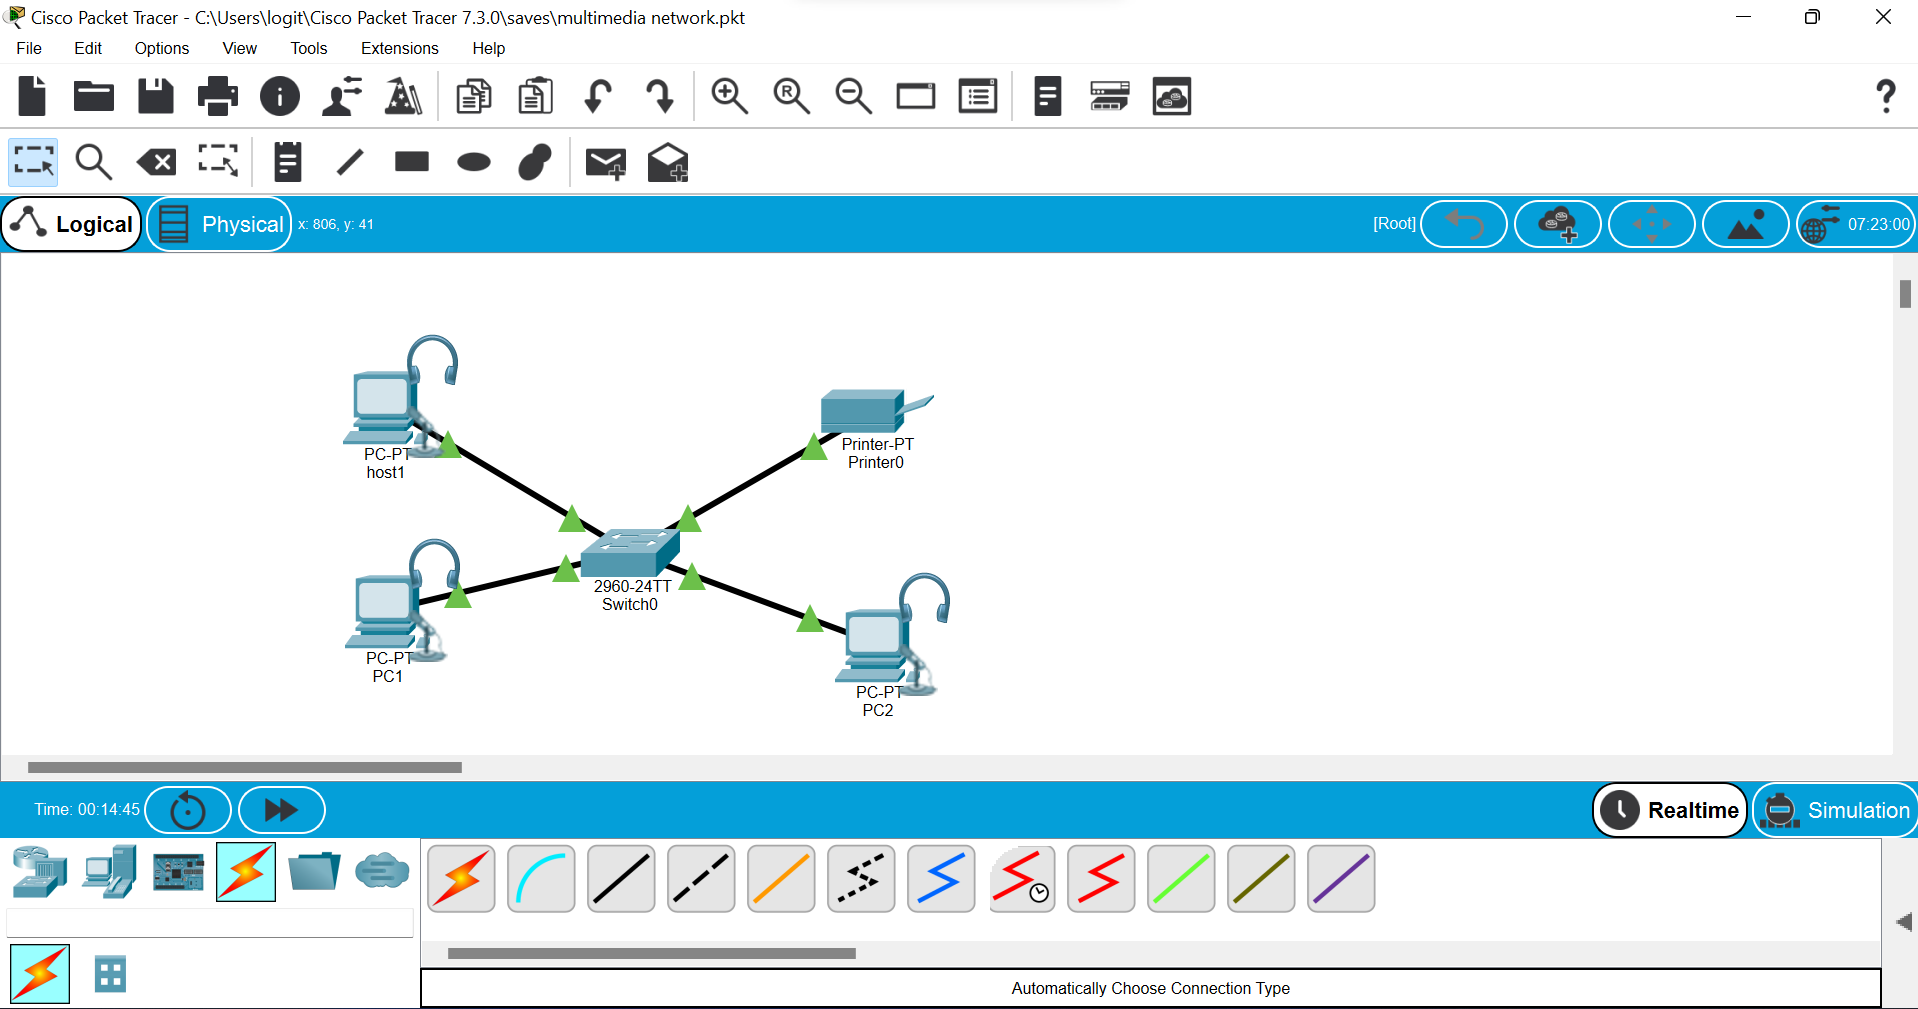 Cisco Packet Tracer - C:\Users\logit\Cisco Packet Tracer 7.3.0\saves\multimedia network.pkt
File Edit Options View Tools Extensions Help
Logical Physical x: 806, y: 41 [Root] 07:23:00
PC-PT
host1
Printer-PT
Printer0
2960-24TT
Switch0
PC-PT
PC1
PC-PT
PC2
Time: 00:14:45 Realtime Simulation
Automatically Choose Connection Type